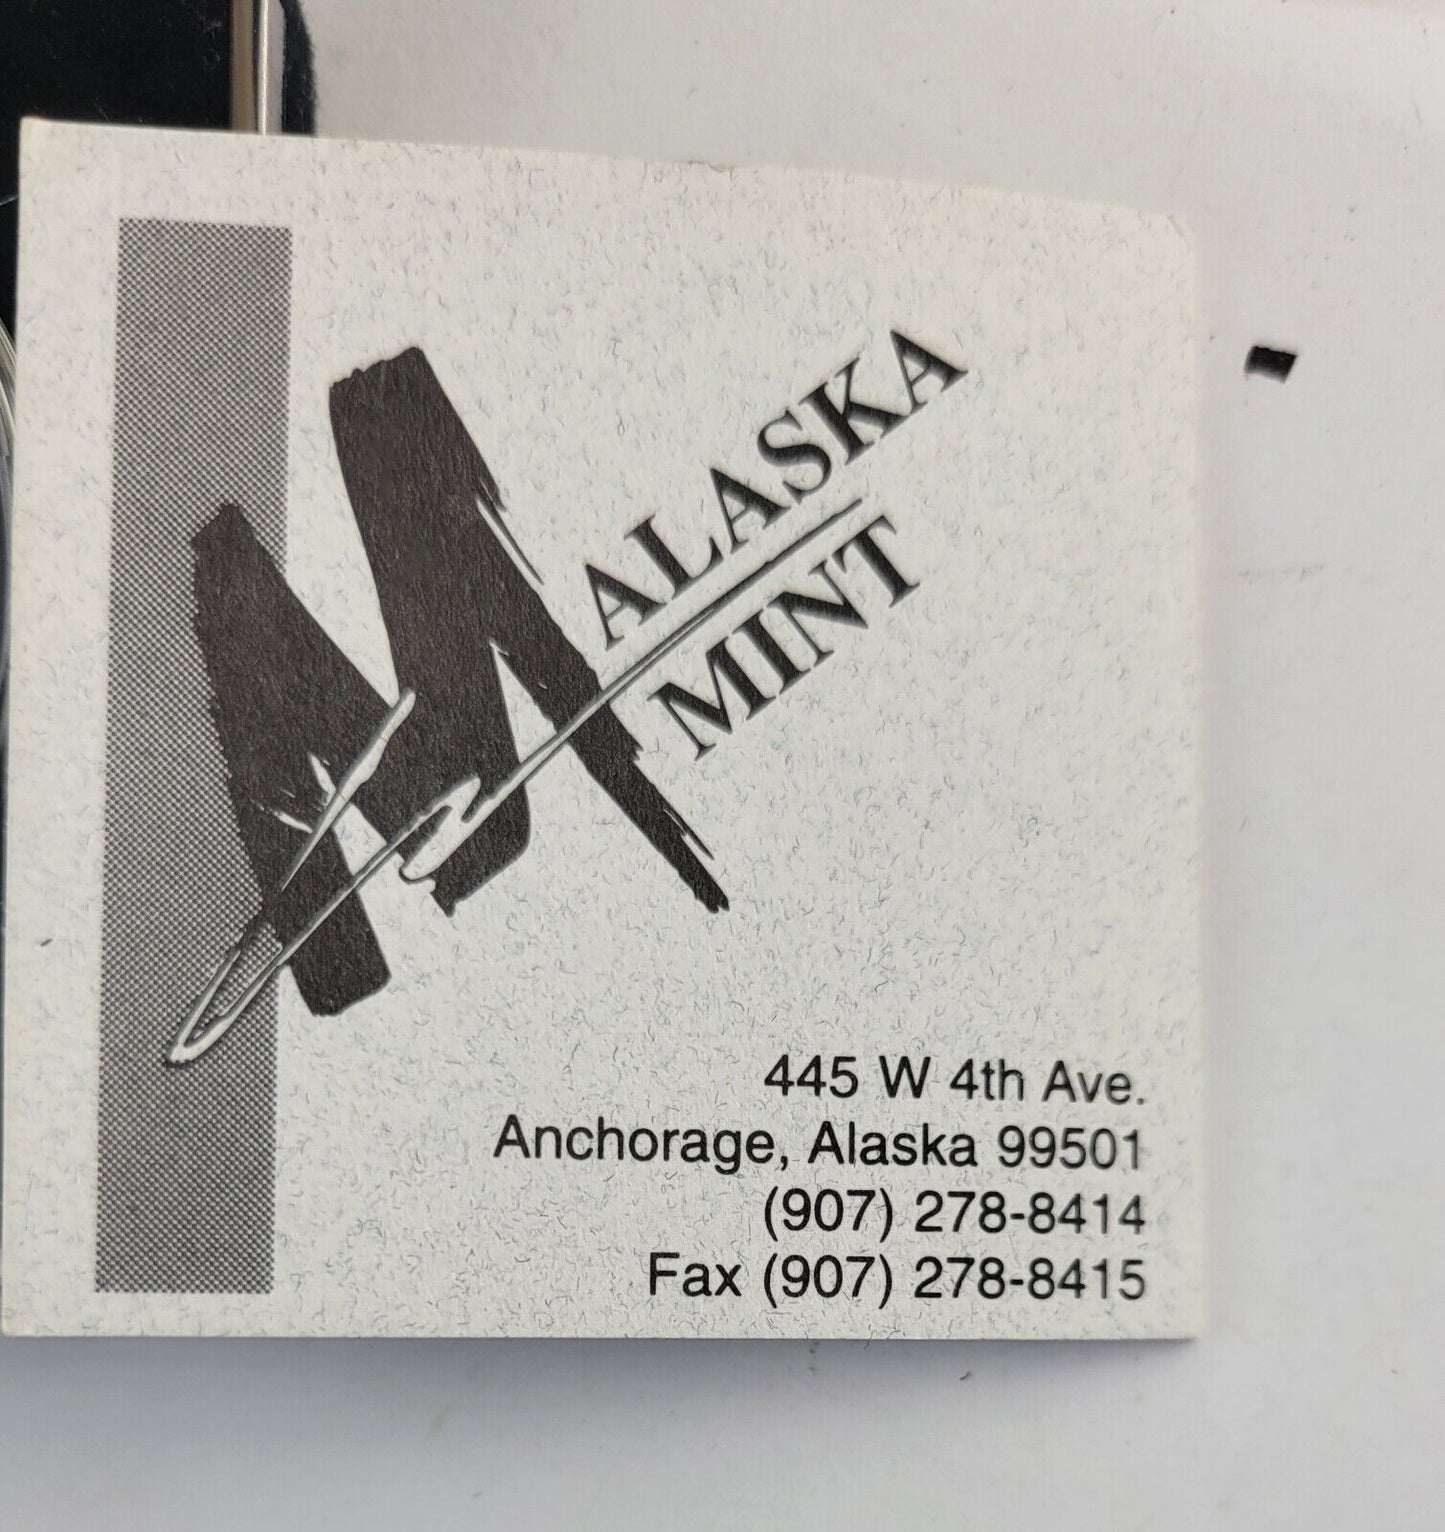 ALASKA
MINT
445 W 4th Ave.
Anchorage, Alaska 99501
(907) 278-8414
Fax (907) 278-8415